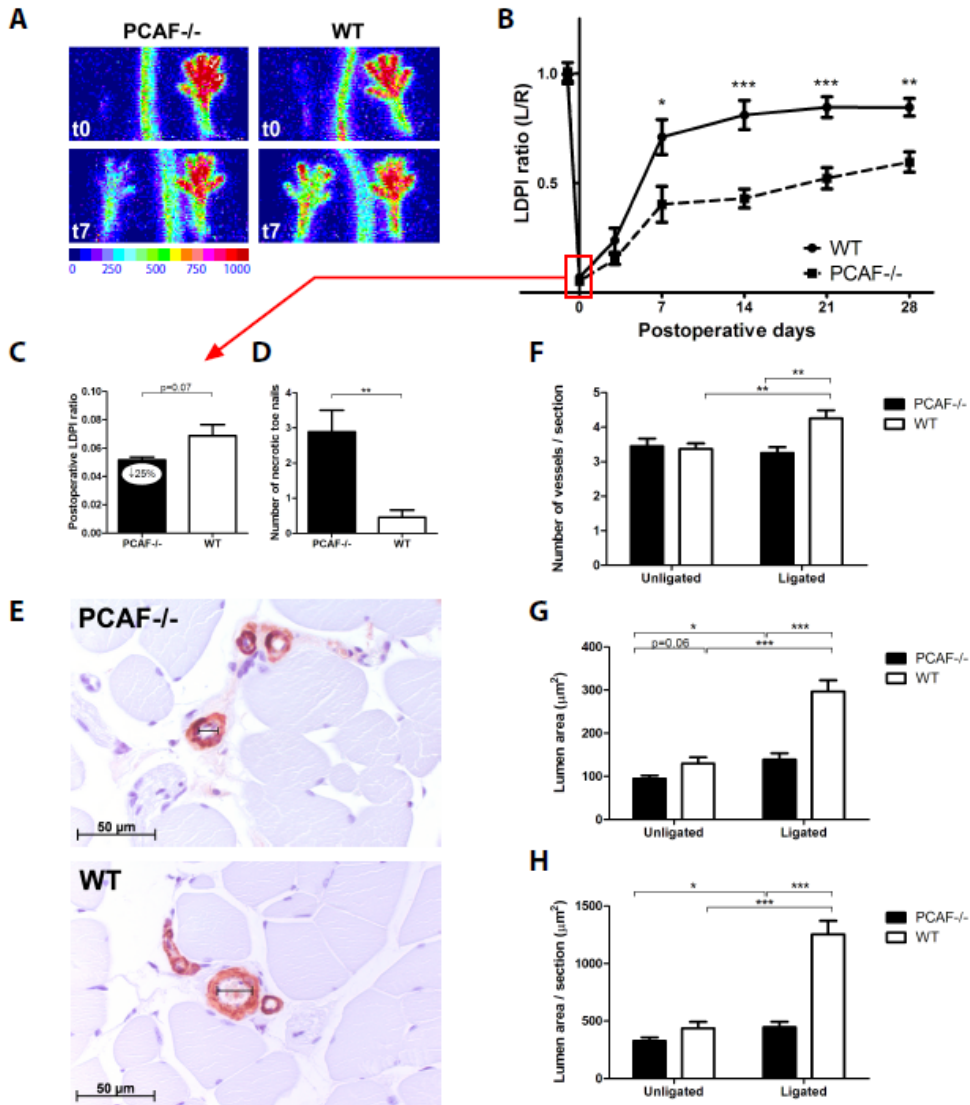 A
PCAF-/-
WT
t0
t0
t7
t7
0 250 500 750 1000
B
LDPI ratio (L/R)
1.0
0.5
*
***
***
**
WT
PCAF-/-
0 7 14 21 28
Postoperative days
C
Postoperative LDPI ratio
0.10
0.08
0.06
0.04
0.02
0.00
p=0.07
↓25%
PCAF-/- WT
D
Number of necrotic toe nails
4
3
2
1
0
**
PCAF-/- WT
E
PCAF-/-
50 µm
WT
50 µm
F
Number of vessels / section
5
4
3
2
1
0
**
**
PCAF-/-
WT
Unligated Ligated
G
Lumen area (µm²)
400
300
200
100
0
* ***
p=0.06 ***
PCAF-/-
WT
Unligated Ligated
H
Lumen area / section (µm²)
1500
1000
500
0
* ***
***
PCAF-/-
WT
Unligated Ligated